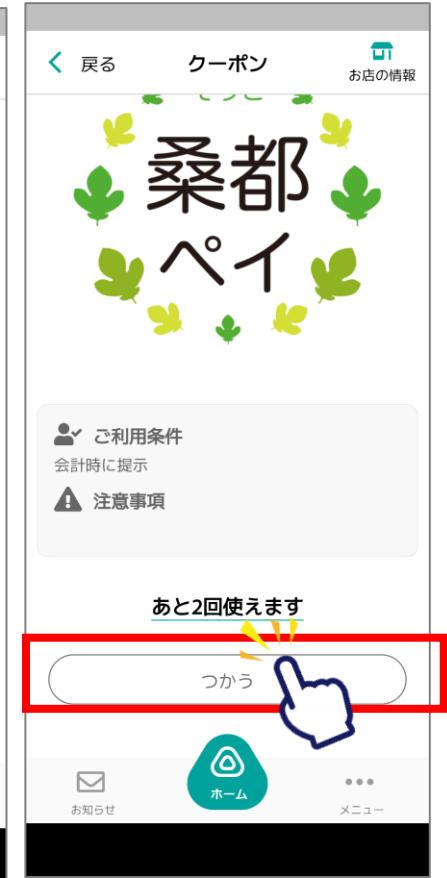 戻る
クーポン
お店の情報
桑都
ペイ
ご利用条件
会計時に提示
注意事項
あと2回使えます
つかう
お知らせ
ホーム
メニュー